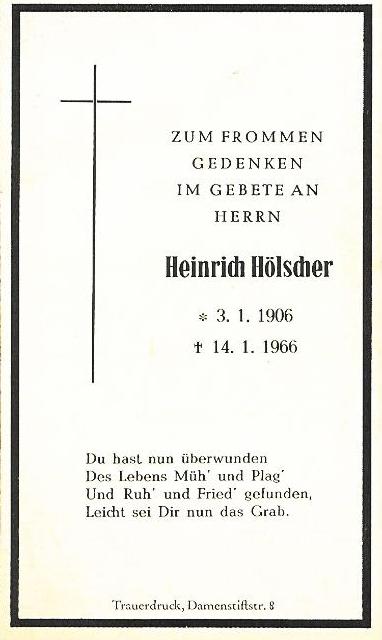 ZUM FROMMEN
GEDENKEN
IM GEBETE AN
HERRN
Heinrich Hölscher
* 3. 1. 1906
✝ 14. 1. 1966
Du hast nun überwunden
Des Lebens Müh' und Plag'
Und Ruh' und Fried' gefunden,
Leicht sei Dir nun das Grab.
Trauerdruck, Damenstiftstr. 8